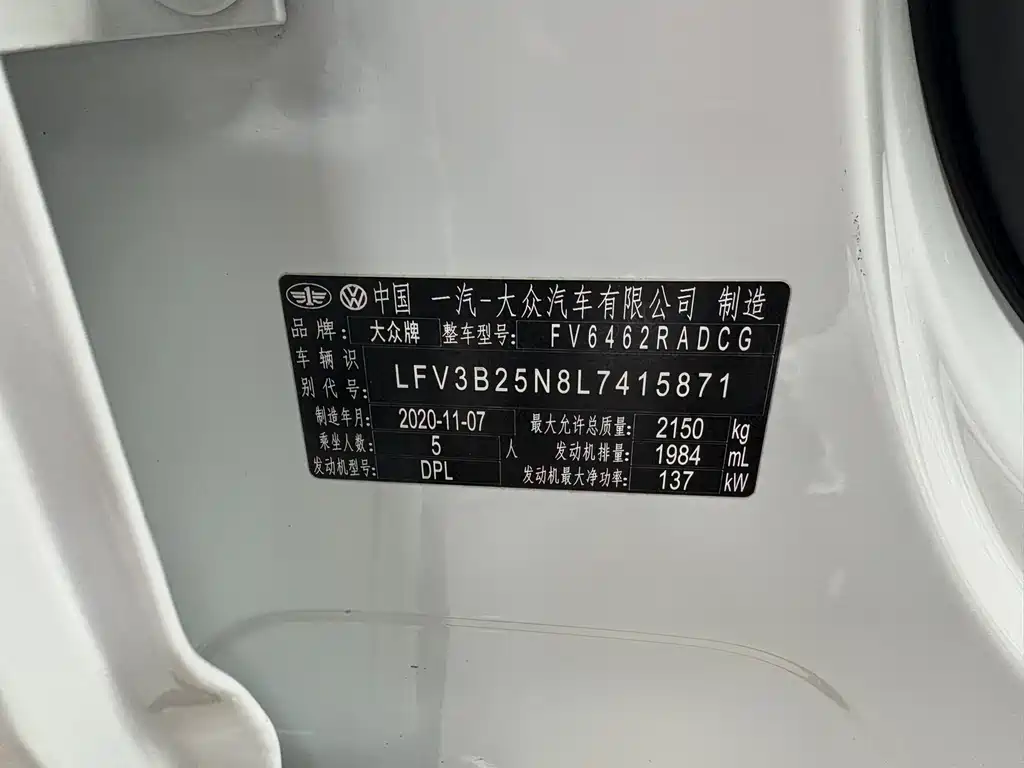 中国 一汽-大众汽车有限公司 制造
品牌: 大众牌 整车型号: FV6462RADCG
车辆识别代号: LFV3B25N8L7415871
制造年月: 2020-11-07 最大允许总质量: 2150 kg
乘坐人数: 5 人 发动机排量: 1984 mL
发动机型号: DPL 发动机最大净功率: 137 kW